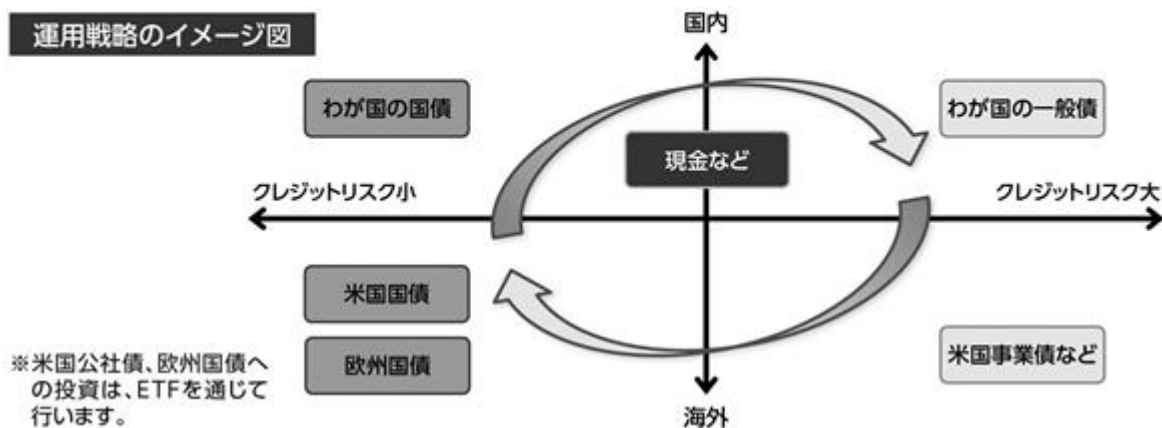 運用戦略のイメージ図
国内
わが国の国債
わが国の一般債
現金など
クレジットリスク小
クレジットリスク大
米国国債
欧州国債
米国事業債など
※米国公社債、欧州国債へ
の投資は、ETFを通じて
行います。
海外